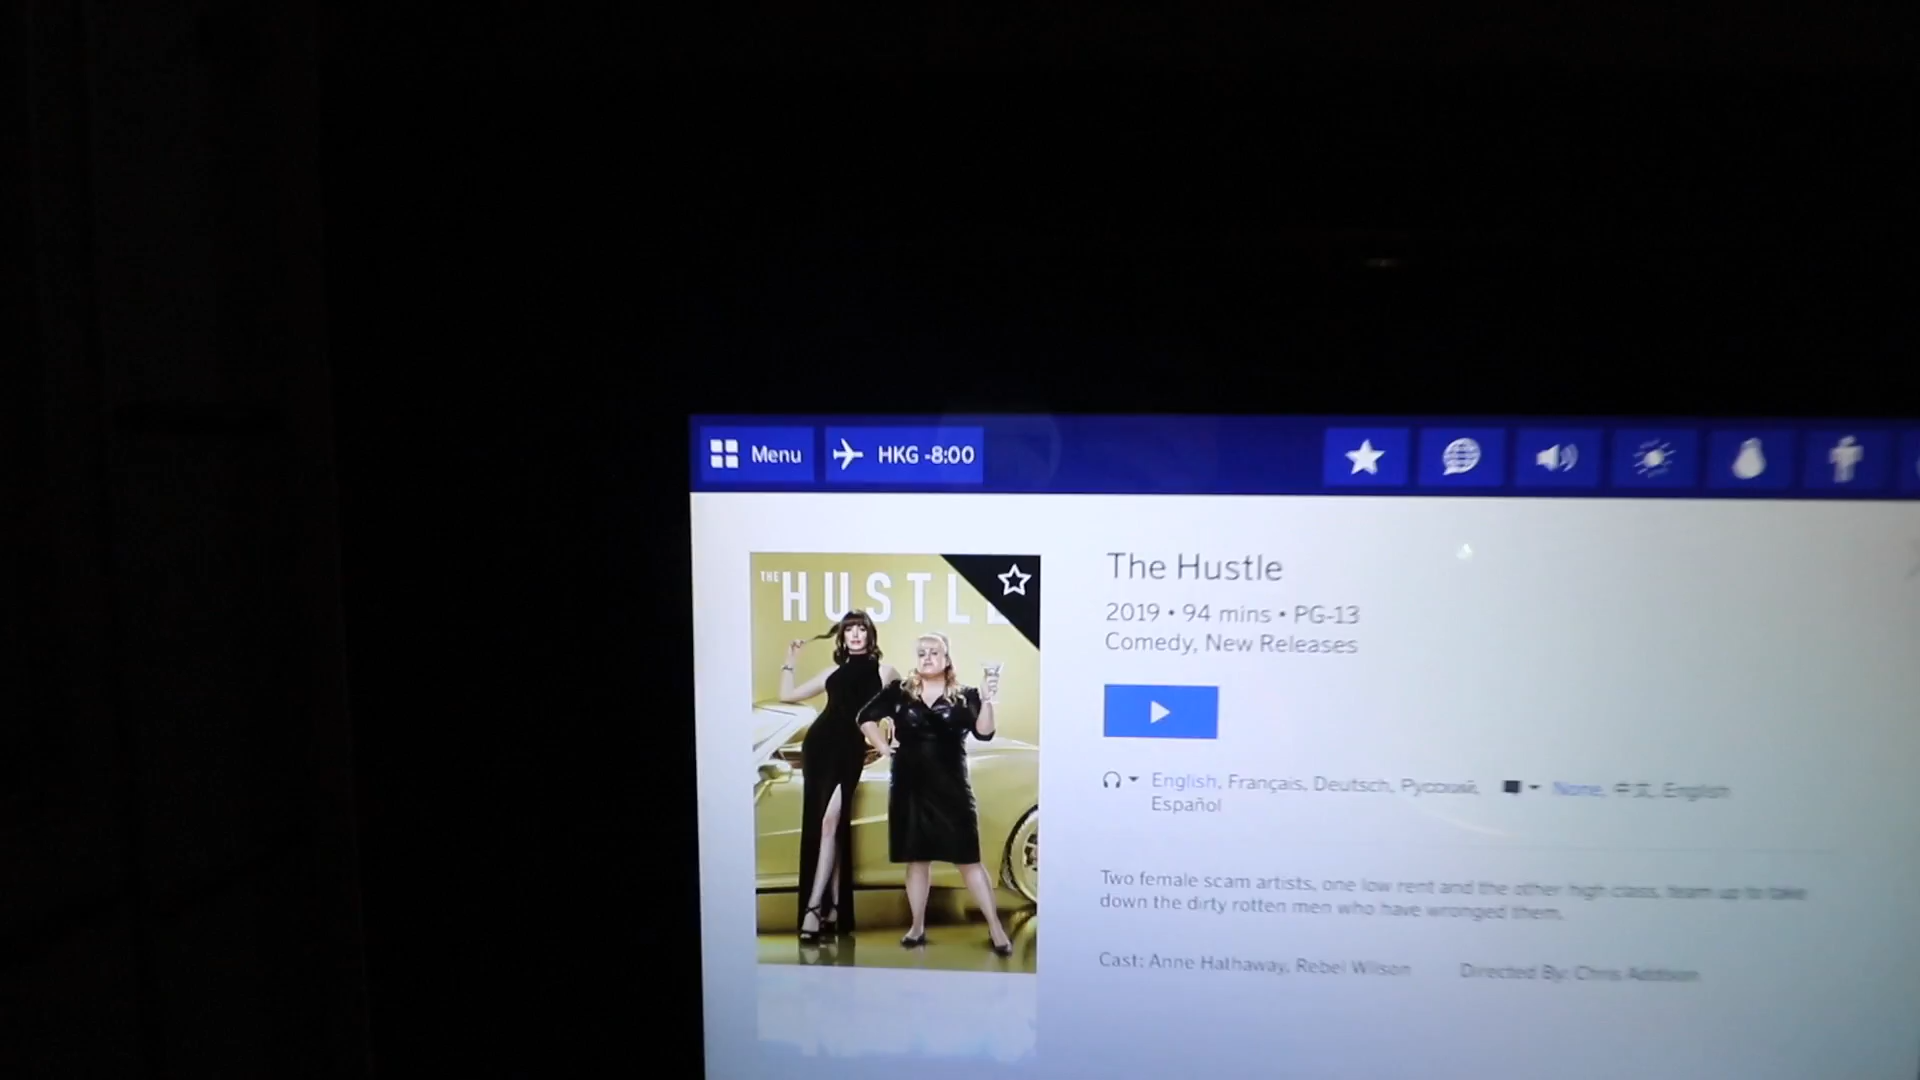 Menu
HKG -8:00
THE HUSTLE
The Hustle
2019 • 94 mins • PG-13
Comedy, New Releases
English, Français, Deutsch, Русский,
Español
None, 中文, English
Two female scam artists, one low rent and the other high class, team up to take
down the dirty rotten men who have wronged them.
Cast: Anne Hathaway, Rebel Wilson
Directed By: Chris Addison